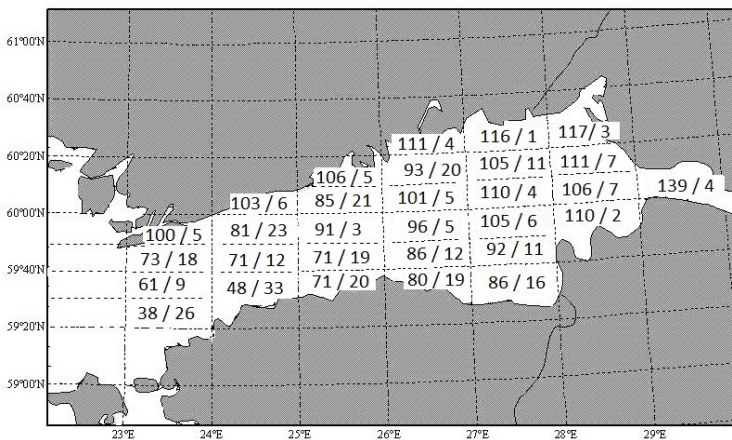 61°00'N
60°40'N
60°20'N
60°00'N
59°40'N
59°20'N
59°00'N
111 / 4 116 / 1 117 / 3
106 / 5 93 / 20 105 / 11 111 / 7
103 / 6 85 / 21 101 / 5 110 / 4 106 / 7 139 / 4
100 / 5 81 / 23 91 / 3 96 / 5 105 / 6 110 / 2
73 / 18 71 / 12 71 / 19 86 / 12 92 / 11
61 / 9 48 / 33 71 / 20 80 / 19 86 / 16
38 / 26
23°E 24°E 25°E 26°E 27°E 28°E 29°E